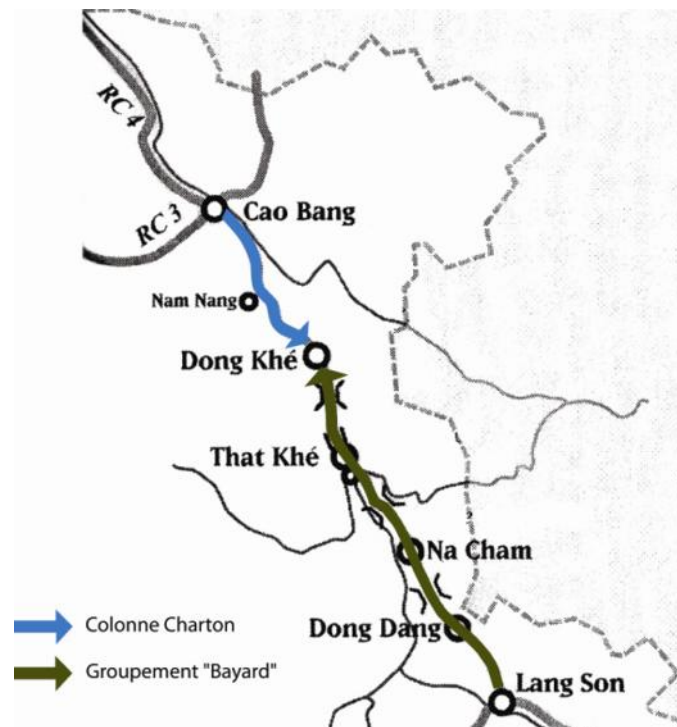 RC 4
RC 3
Cao Bang
Nam Nang
Dong Khé
That Khé
2
Na Cham
Colonne Charton
Dong Dang
Groupement "Bayard"
Lang Son